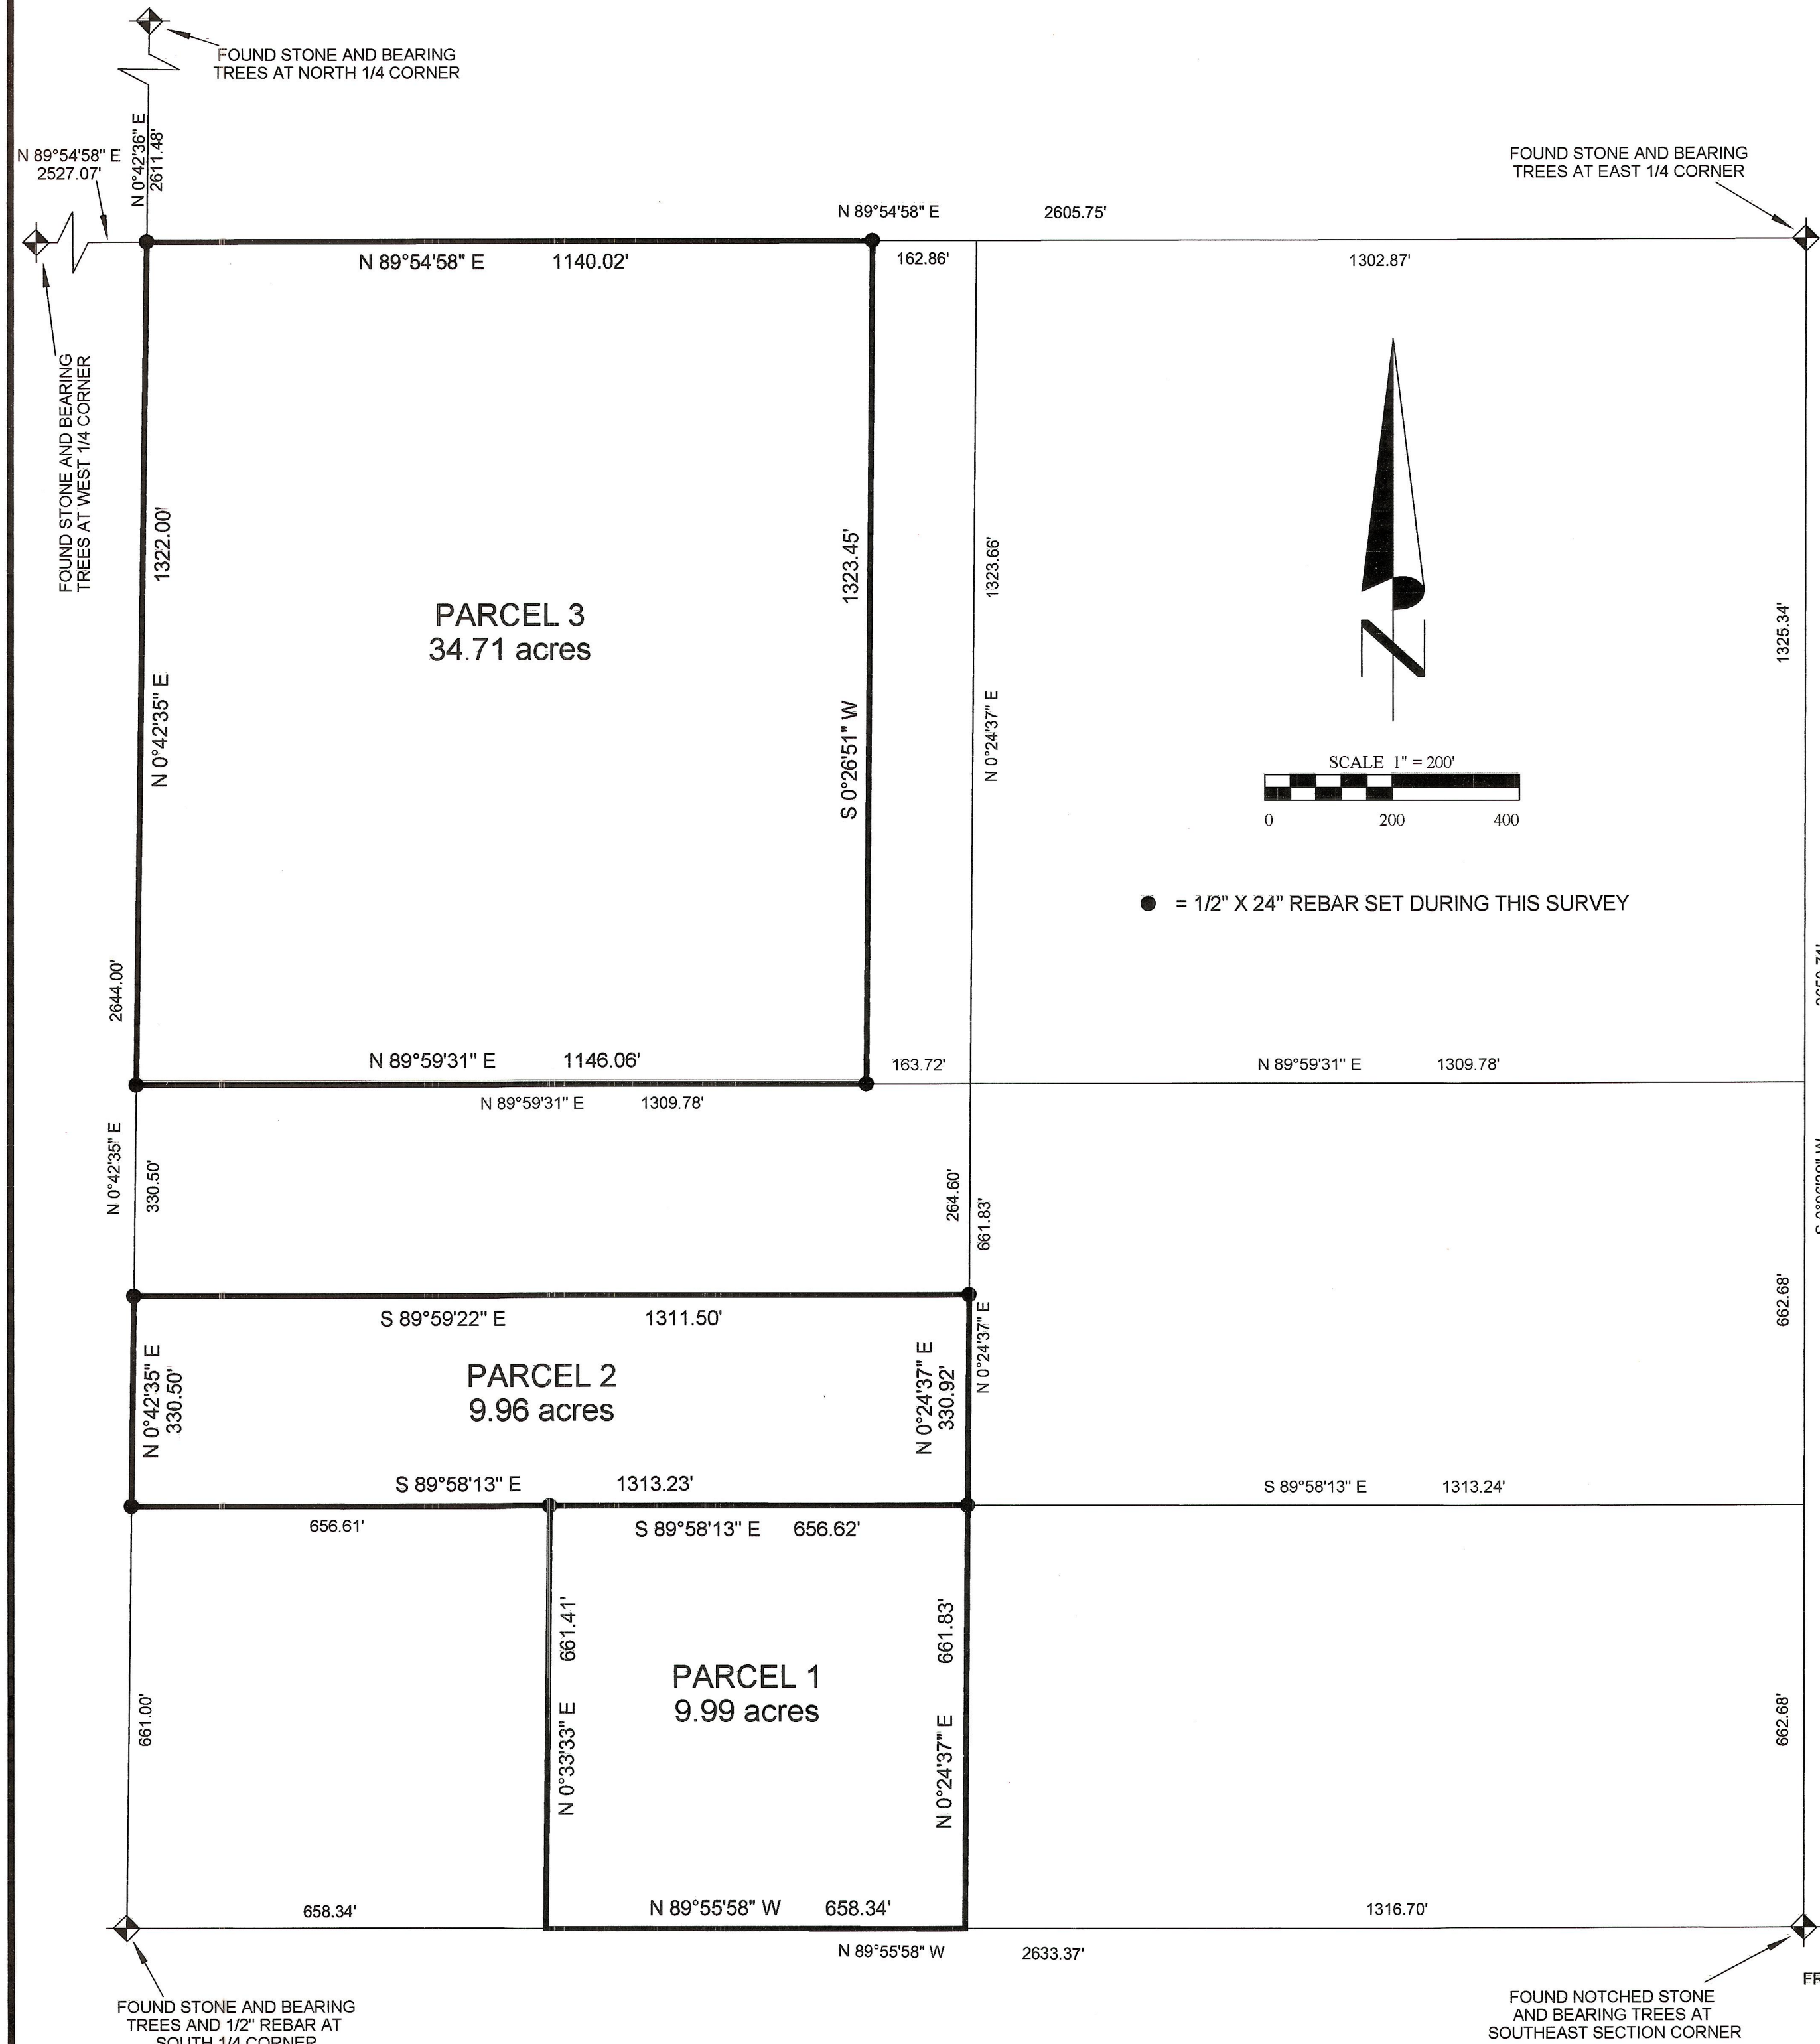 FOUND STONE AND BEARING
TREES AT NORTH 1/4 CORNER
N 0°42'36" E
2611.48'
N 89°54'58" E
2527.07'
FOUND STONE AND BEARING
TREES AT EAST 1/4 CORNER
N 89°54'58" E 2605.75'
N 89°54'58" E 1140.02'
162.86'
1302.87'
FOUND STONE AND BEARING
TREES AT WEST 1/4 CORNER
1322.00'
N 0°42'35" E
1323.45'
S 0°26'51" W
1323.66'
N 0°24'37" E
1325.34'
PARCEL 3
34.71 acres
N
SCALE 1" = 200'
0 200 400
= 1/2" X 24" REBAR SET DURING THIS SURVEY
2644.00'
N 0°42'35" E
N 89°59'31" E 1146.06'
163.72'
N 89°59'31" E 1309.78'
N 89°59'31" E 1309.78'
330.50'
264.60'
661.83'
N 0°24'37" E
662.68'
S 89°59'22" E 1311.50'
PARCEL 2
9.96 acres
N 0°42'35" E
330.50'
N 0°24'37" E
330.92'
S 89°58'13" E 1313.23'
S 89°58'13" E 1313.24'
656.61'
S 89°58'13" E 656.62'
661.41'
N 0°33'33" E
661.83'
N 0°24'37" E
PARCEL 1
9.99 acres
661.00'
662.68'
658.34'
N 89°55'58" W 658.34'
1316.70'
N 89°55'58" W 2633.37'
FOUND STONE AND BEARING
TREES AND 1/2" REBAR AT
SOUTH 1/4 CORNER
FOUND NOTCHED STONE
AND BEARING TREES AT
SOUTHEAST SECTION CORNER